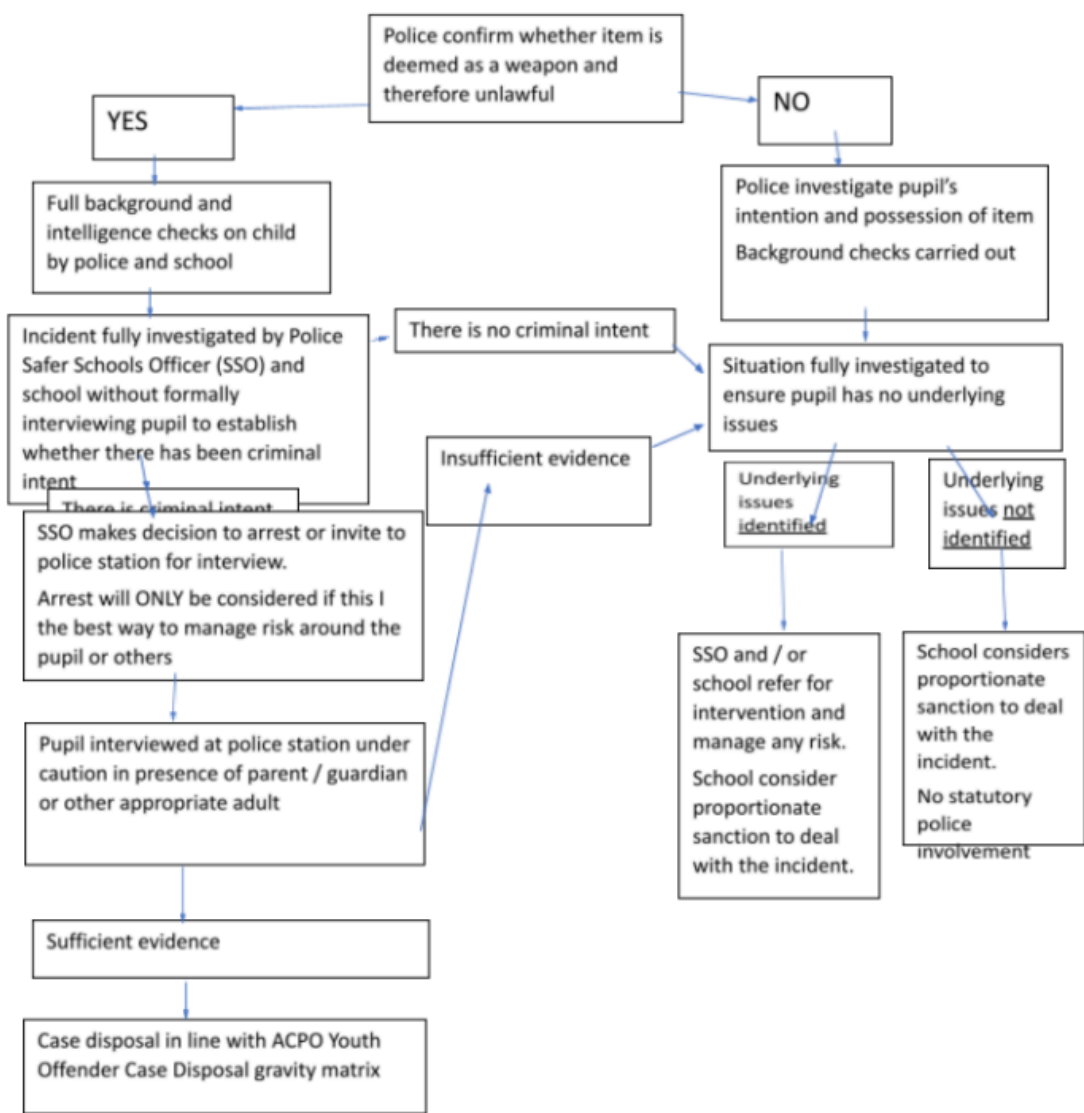 Police confirm whether item is
deemed as a weapon and
therefore unlawful
YES
NO
Full background and
intelligence checks on child
by police and school
Police investigate pupil's
intention and possession of item
Background checks carried out
Incident fully investigated by Police
Safer Schools Officer (SSO) and
school without formally
interviewing pupil to establish
whether there has been criminal
intent
There is no criminal intent
Situation fully investigated to
ensure pupil has no underlying
issues
Insufficient evidence
Underlying
issues
identified
Underlying
issues not
identified
There is criminal intent
SSO makes decision to arrest or invite to
police station for interview.
Arrest will ONLY be considered if this I
the best way to manage risk around the
pupil or others
SSO and / or
school refer for
intervention and
manage any risk.
School consider
proportionate
sanction to deal
with the incident.
School considers
proportionate
sanction to deal
with the
incident.
No statutory
police
involvement
Pupil interviewed at police station under
caution in presence of parent / guardian
or other appropriate adult
Sufficient evidence
Case disposal in line with ACPO Youth
Offender Case Disposal gravity matrix